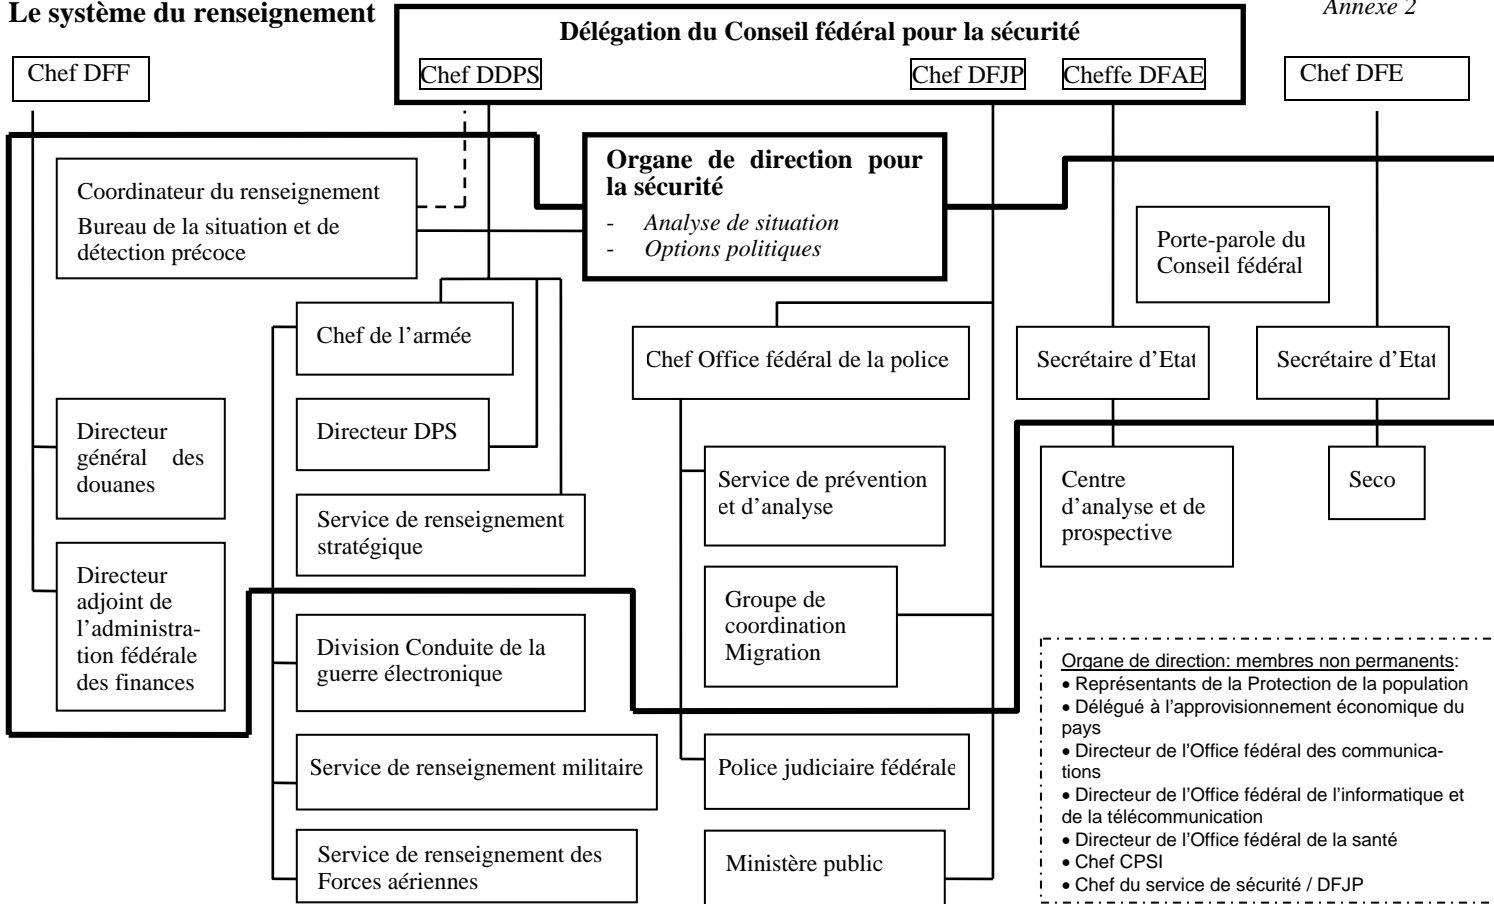 Le système du renseignement
Annexe 2
Délégation du Conseil fédéral pour la sécurité
Chef DFF
Chef DDPS
Chef DFJP
Cheffe DFAE
Chef DFE
Organe de direction pour
la sécurité
- Analyse de situation
- Options politiques
Coordinateur du renseignement
Bureau de la situation et de
détection précoce
Porte-parole du
Conseil fédéral
Chef de l'armée
Chef Office fédéral de la police
Secrétaire d'Etat
Secrétaire d'Etat
Directeur
général des
douanes
Directeur DPS
Service de renseignement
stratégique
Service de prévention
et d'analyse
Centre
d'analyse et de
prospective
Seco
Directeur
adjoint de
l'administra-
tion fédérale
des finances
Groupe de
coordination
Migration
Division Conduite de la
guerre électronique
Service de renseignement militaire
Police judiciaire fédérale
Service de renseignement des
Forces aériennes
Ministère public
Organe de direction: membres non permanents:
• Représentants de la Protection de la population
• Délégué à l'approvisionnement économique du
pays
• Directeur de l'Office fédéral des communica-
tions
• Directeur de l'Office fédéral de l'informatique et
de la télécommunication
• Directeur de l'Office fédéral de la santé
• Chef CPSI
• Chef du service de sécurité / DFJP